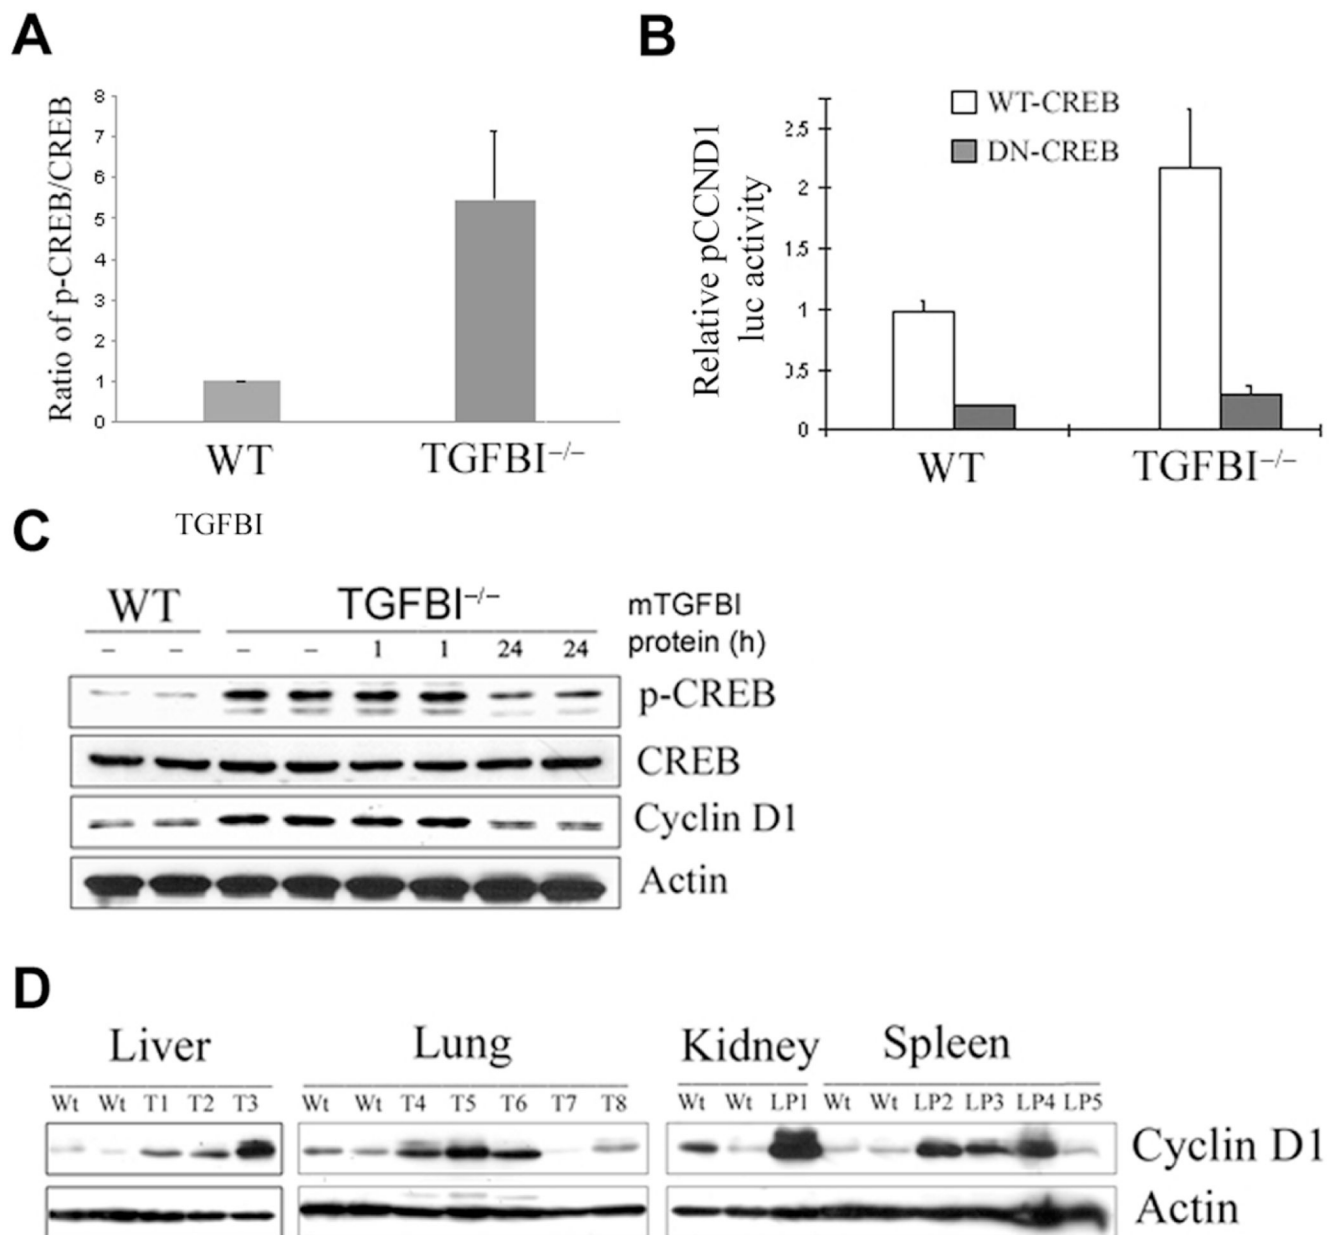 A
B
8
7
6
5
4
3
2
1
0
Ratio of p-CREB/CREB
WT
TGFBI–/–
2.5
2
1.5
1
0.5
0
Relative pCCND1
luc activity
WT-CREB
DN-CREB
WT
TGFBI–/–
C
TGFBI
WT TGFBI–/– mTGFBI
– – – – 1 1 24 24 protein (h)
p-CREB
CREB
Cyclin D1
Actin
D
Liver Lung Kidney Spleen
Wt Wt T1 T2 T3 Wt Wt T4 T5 T6 T7 T8 Wt Wt LP1 Wt Wt LP2 LP3 LP4 LP5
Cyclin D1
Actin